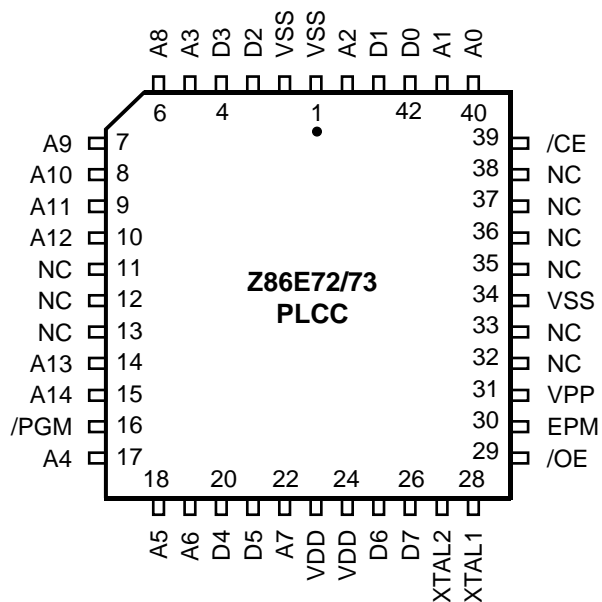 A8 A3 D3 D2 VSS VSS A2 D1 D0 A1 A0
6 4 1 42 40
A9 7 39 /CE
A10 8 38 NC
A11 9 37 NC
A12 10 36 NC
NC 11 35 NC
NC 12 34 VSS
NC 13 33 NC
A13 14 32 NC
A14 15 31 VPP
/PGM 16 30 EPM
A4 17 29 /OE
Z86E72/73
PLCC
18 20 22 24 26 28
A5 A6 D4 D5 A7 VDD VDD D6 D7 XTAL2 XTAL1